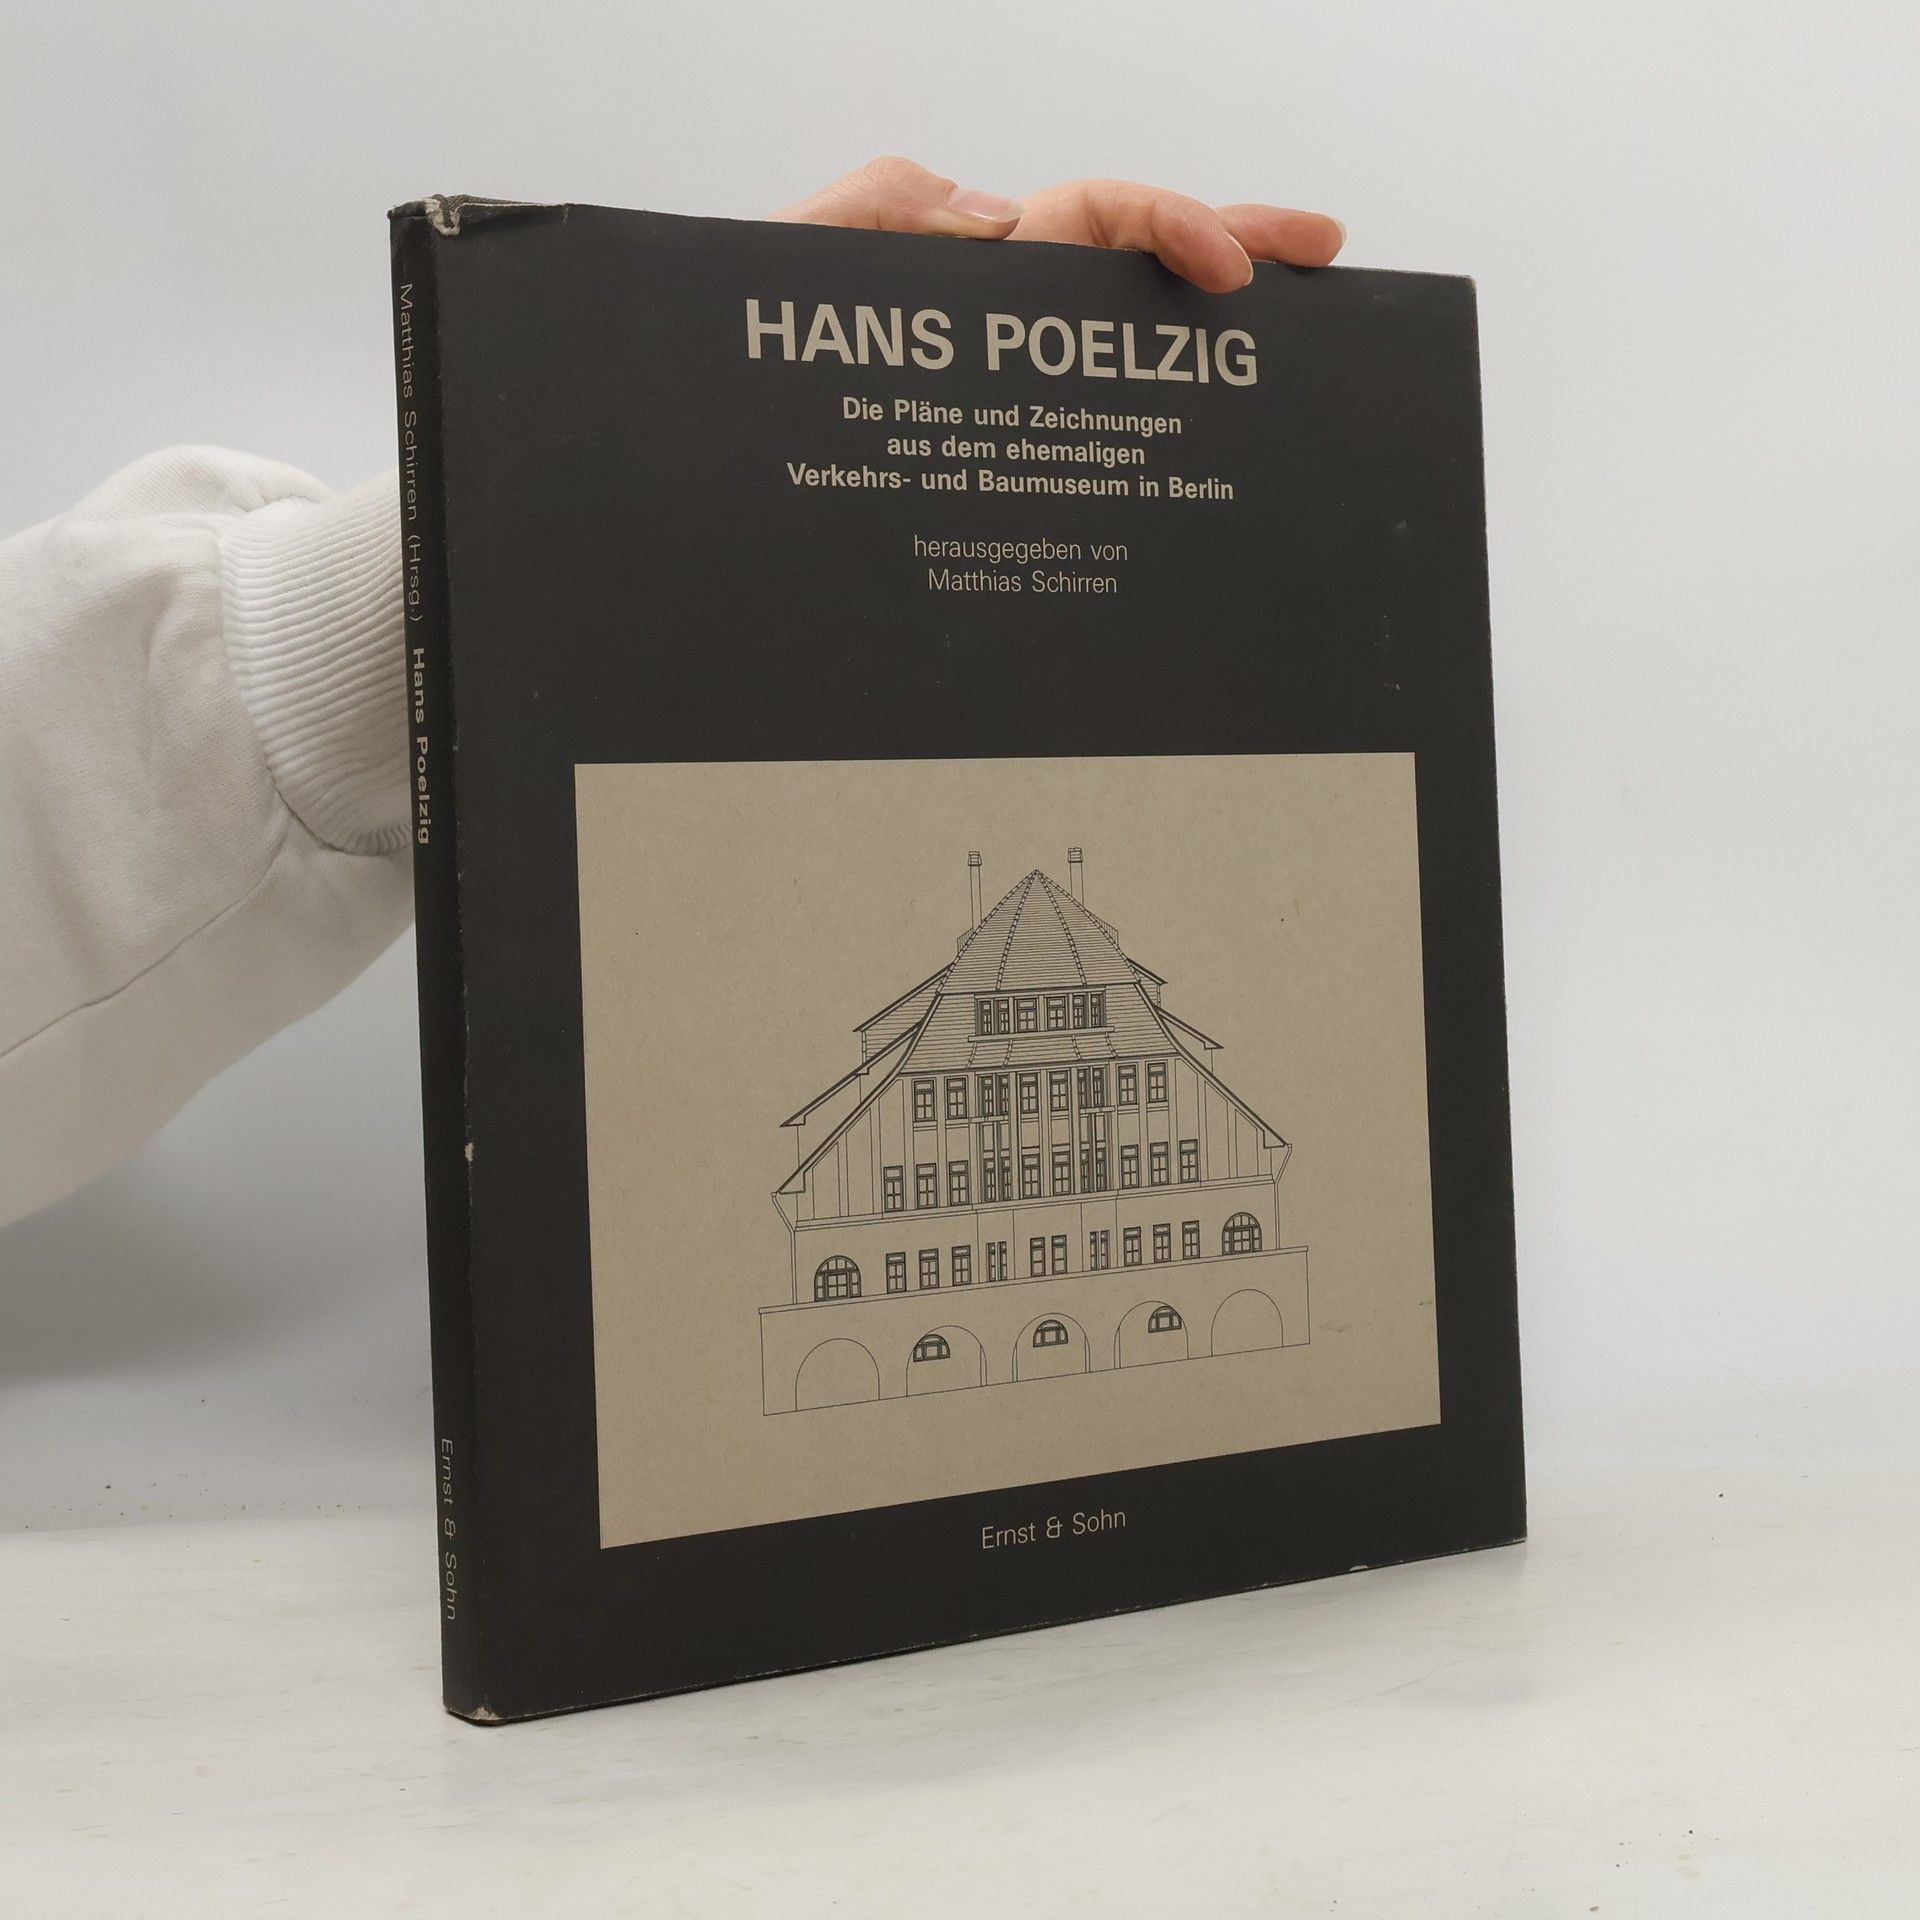 HANS POELZIG
Die Pläne und Zeichnungen
aus dem ehemaligen
Verkehrs- und Baumuseum in Berlin
herausgegeben von
Matthias Schirren
Ernst & Sohn
Matthias Schirren (Hrsg.) Hans Poelzig
Ernst & Sohn